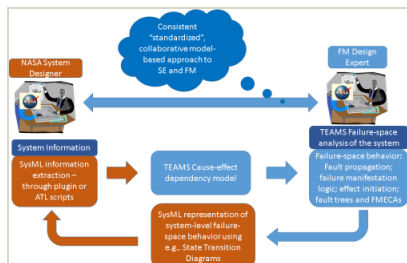 Consistent
"standardized",
collaborative model-
based approach to
SE and FM
NASA System
Designer
FM Design
Expert
System Information
SysML information
extraction –
through plugin or
ATL scripts
TEAMS Cause-effect
dependency model
TEAMS Failure-space
analysis of the system
Failure-space behavior:
Fault propagation;
failure manifestation
logic; effect initiation;
fault trees and FMECAs
SysML representation of
system-level failure-
space behavior using
e.g., State Transition
Diagrams